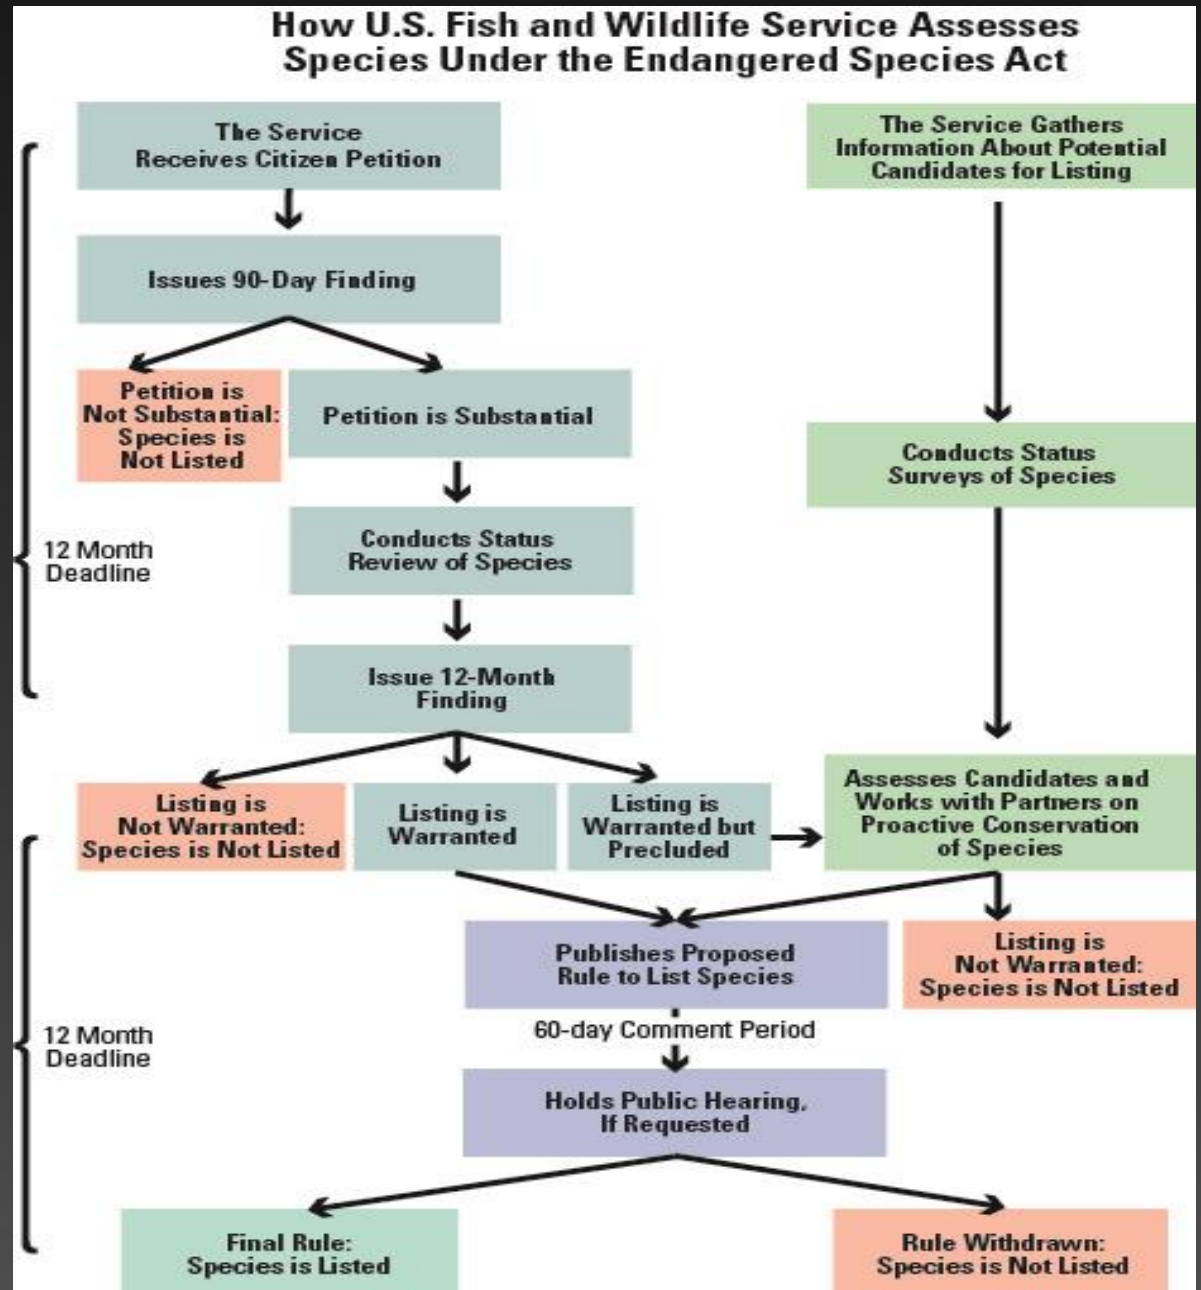 How U.S. Fish and Wildlife Service Assesses
Species Under the Endangered Species Act
The Service
Receives Citizen Petition
The Service Gathers
Information About Potential
Candidates for Listing
Issues 90-Day Finding
Petition is
Not Substantial:
Species is
Not Listed
Petition is Substantial
Conducts Status
Surveys of Species
12 Month
Deadline
Conducts Status
Review of Species
Issue 12-Month
Finding
Listing is
Not Warranted:
Species is Not Listed
Listing is
Warranted
Listing is
Warranted but
Precluded
Assesses Candidates and
Works with Partners on
Proactive Conservation
of Species
Publishes Proposed
Rule to List Species
Listing is
Not Warranted:
Species is Not Listed
12 Month
Deadline
60-day Comment Period
Holds Public Hearing,
If Requested
Final Rule:
Species is Listed
Rule Withdrawn:
Species is Not Listed